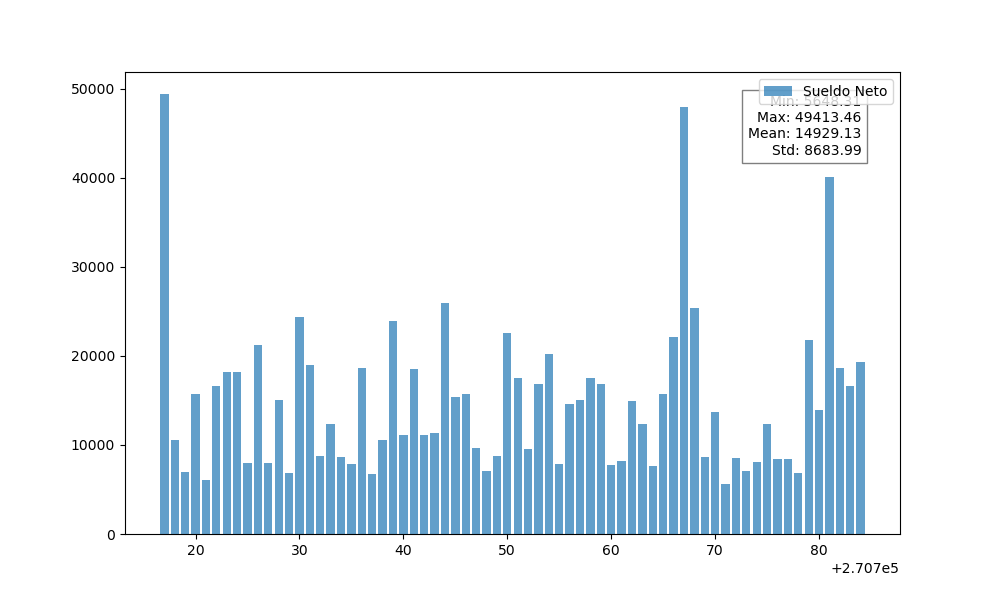 50000
40000
30000
20000
10000
0
Sueldo Neto
Min: 5648.31
Max: 49413.46
Mean: 14929.13
Std: 8683.99
20 30 40 50 60 70 80
+2.707e5